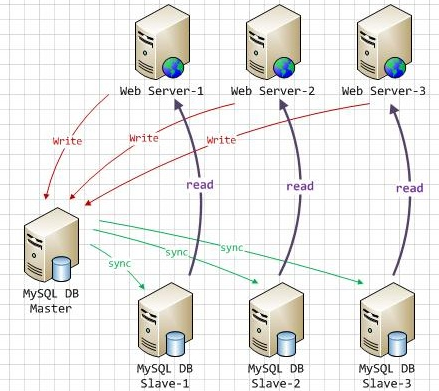 Web Server-1
Web Server-2
Web Server-3
Write
Write
Write
read
read
read
sync
sync
sync
MySQL DB
Master
MySQL DB
Slave-1
MySQL DB
Slave-2
MySQL DB
Slave-3